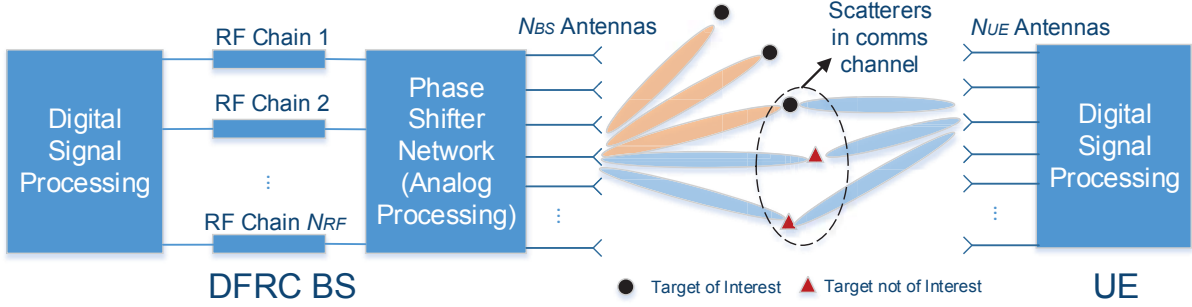 Digital
Signal
Processing
RF Chain 1
RF Chain 2
...
RF Chain NRF
Phase
Shifter
Network
(Analog
Processing)
NBS Antennas
...
Scatterers
in comms
channel
NUE Antennas
...
Digital
Signal
Processing
DFRC BS
Target of Interest
Target not of Interest
UE